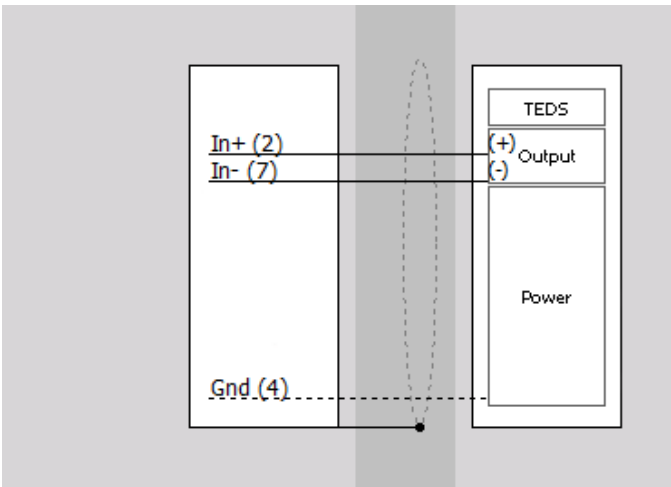 In+ (2)
In- (7)
Gnd (4)
TEDS
(+)
Output
(-)
Power